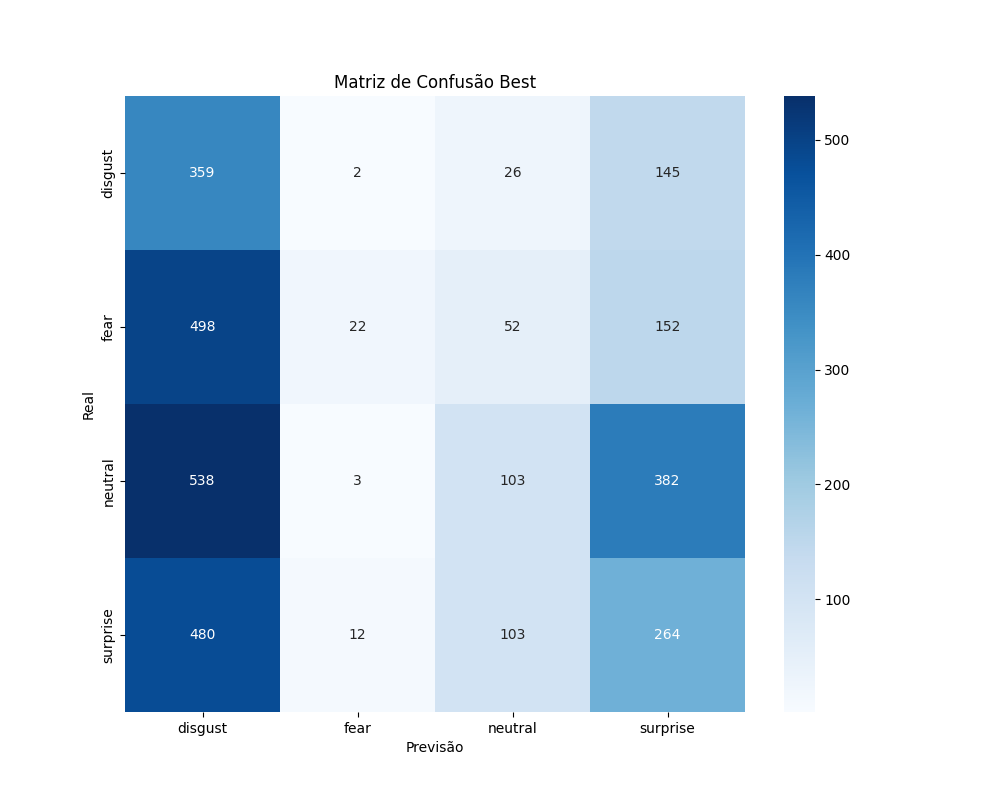 Matriz de Confusão Best
Real
disgust 359 2 26 145
fear 498 22 52 152
neutral 538 3 103 382
surprise 480 12 103 264
disgust fear neutral surprise
Previsão
500
400
300
200
100